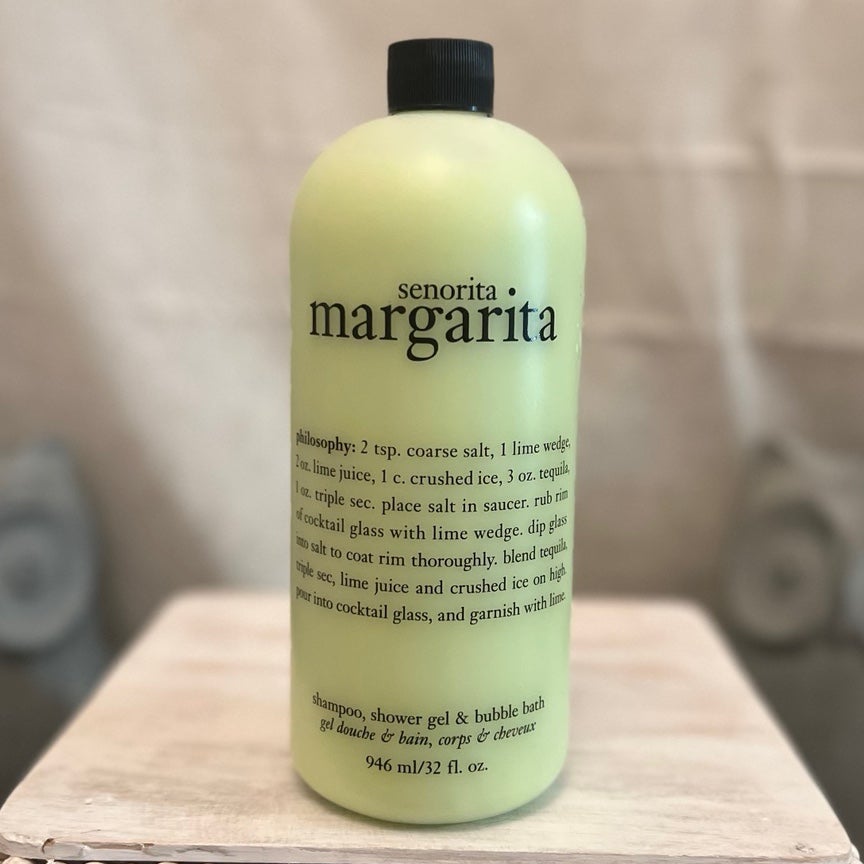 senorita
margarita
philosophy: 2 tsp. coarse salt, 1 lime wedge,
2 oz. lime juice, 1 c. crushed ice, 3 oz. tequila,
1 oz. triple sec. place salt in saucer. rub rim
of cocktail glass with lime wedge. dip glass
into salt to coat rim thoroughly. blend tequila,
triple sec, lime juice and crushed ice on high.
pour into cocktail glass, and garnish with lime.
shampoo, shower gel & bubble bath
gel douche & bain, corps & cheveux
946 ml/32 fl. oz.